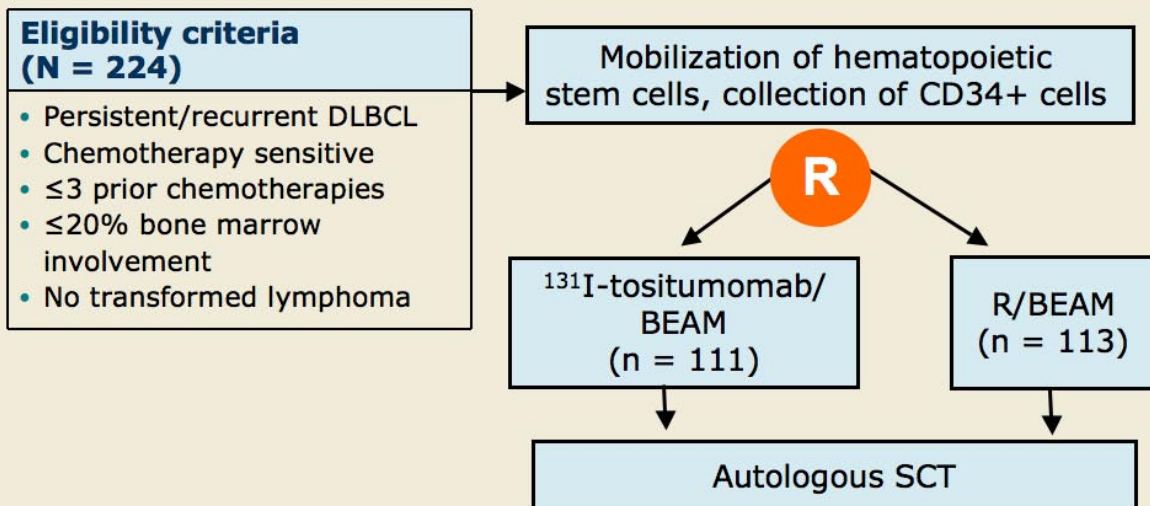 Eligibility criteria
(N = 224)
• Persistent/recurrent DLBCL
• Chemotherapy sensitive
• ≤3 prior chemotherapies
• ≤20% bone marrow
involvement
• No transformed lymphoma
Mobilization of hematopoietic
stem cells, collection of CD34+ cells
R
¹³¹I-tositumomab/
BEAM
(n = 111)
R/BEAM
(n = 113)
Autologous SCT